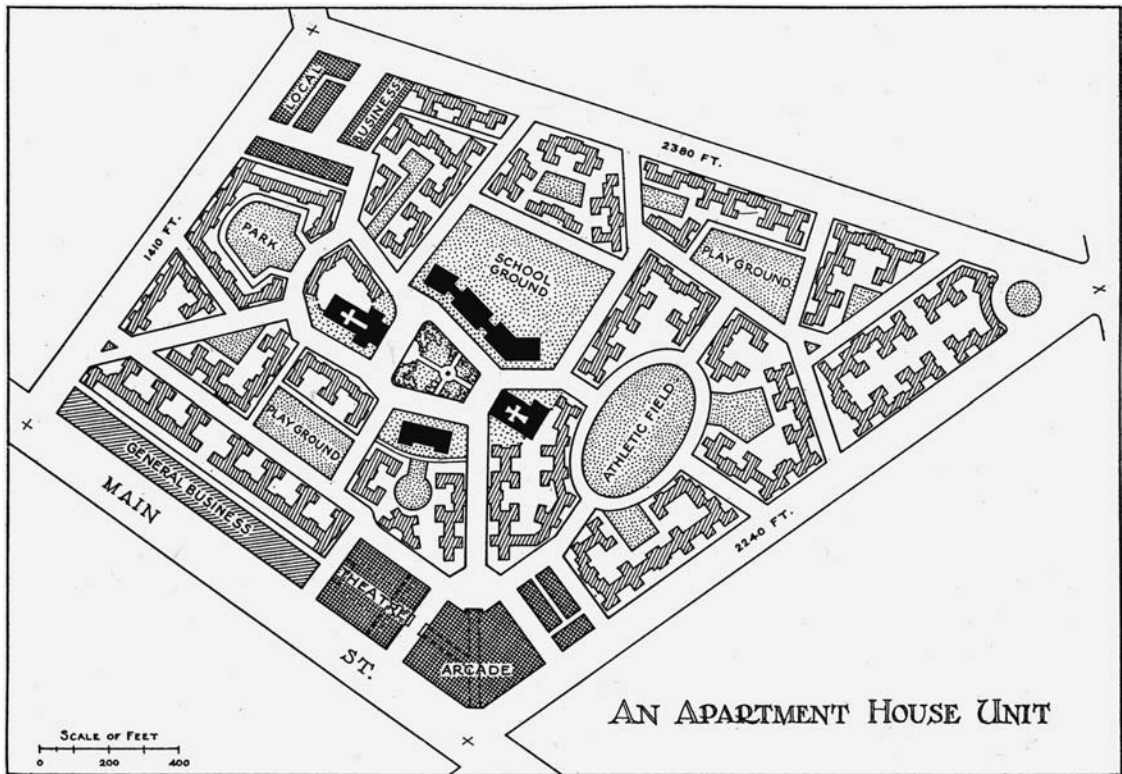 LOCAL
BUSINESS
2380 FT.
1410 FT.
PARK
SCHOOL
GROUND
PLAYGROUND
PLAYGROUND
ATHLETIC FIELD
GENERAL BUSINESS
MAIN
ST.
THEATRE
ARCADE
2240 FT.
AN APARTMENT HOUSE UNIT
SCALE OF FEET
0 200 400